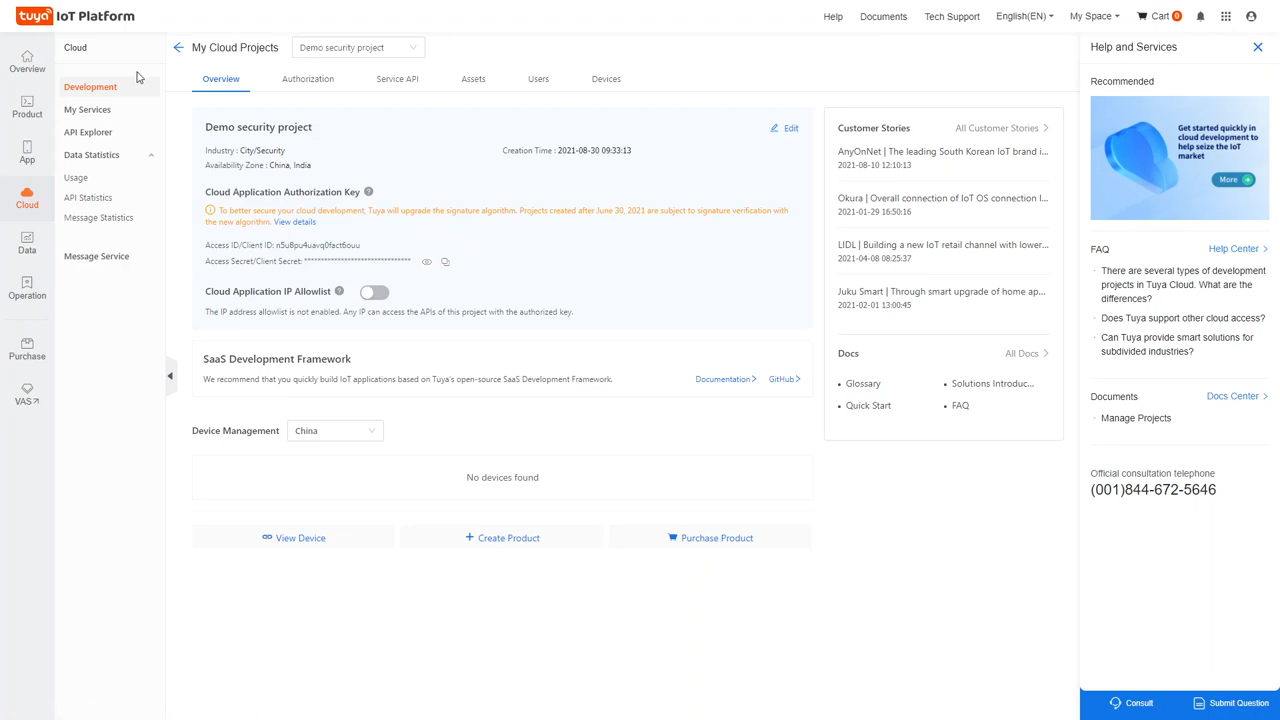 tuya IoT Platform
Help
Documents
Tech Support
English(EN)
My Space
Cart 0
Overview
Product
App
Cloud
Data
Operation
Purchase
VAS
Cloud
Development
My Services
API Explorer
Data Statistics
Usage
API Statistics
Message Statistics
Message Service
My Cloud Projects
Demo security project
Overview
Authorization
Service API
Assets
Users
Devices
Demo security project
Edit
Industry : City/Security
Creation Time : 2021-08-30 09:33:13
Availability Zone : China, India
Cloud Application Authorization Key ?
To better secure your cloud development, Tuya will upgrade the signature algorithm. Projects created after June 30, 2021 are subject to signature verification with
the new algorithm. View details
Access ID/Client ID: n5u8pu4uavq0fact6ouu
Access Secret/Client Secret: ********************************
Cloud Application IP Allowlist ?
The IP address allowlist is not enabled. Any IP can access the APIs of this project with the authorized key.
SaaS Development Framework
We recommend that you quickly build IoT applications based on Tuya's open-source SaaS Development Framework.
Documentation
GitHub
Device Management
China
No devices found
View Device
Create Product
Purchase Product
Customer Stories
All Customer Stories
AnyOnNet | The leading South Korean IoT brand i...
2021-08-10 12:10:13
Okura | Overall connection of IoT OS connection I...
2021-01-29 16:50:16
LIDL | Building a new IoT retail channel with lower...
2021-04-08 08:25:37
Juku Smart | Through smart upgrade of home ap...
2021-02-01 13:00:45
Docs
All Docs
Glossary
Solutions Introduc...
Quick Start
FAQ
Help and Services
Recommended
Get started quickly in
cloud development to
help seize the IoT
market
More
FAQ
Help Center
There are several types of development
projects in Tuya Cloud. What are the
differences?
Does Tuya support other cloud access?
Can Tuya provide smart solutions for
subdivided industries?
Documents
Docs Center
Manage Projects
Official consultation telephone
(001)844-672-5646
Consult
Submit Question